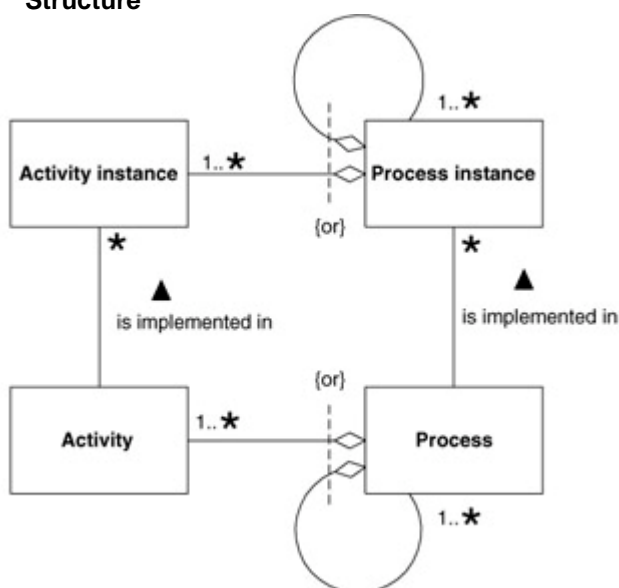 Structure
1..*
Activity instance
1..*
Process instance
{or}
*
*
▲
▲
is implemented in
is implemented in
{or}
1..*
Activity
Process
1..*